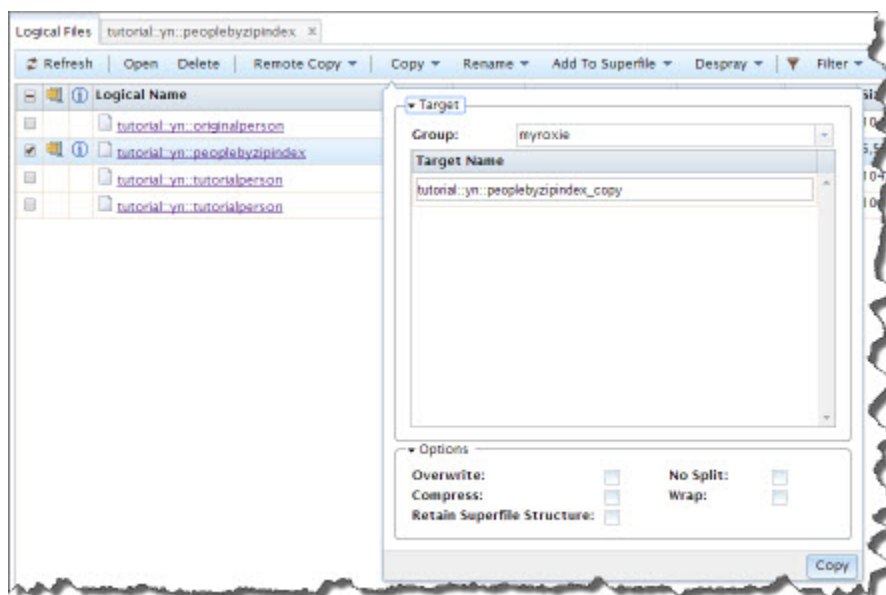 Logical Files tutorial::yn::peoplebyzipindex
Refresh Open Delete Remote Copy Copy Rename Add To Superfile Despray Filter
Logical Name
tutorial::yn::originalperson
tutorial::yn::peoplebyzipindex
tutorial::yn::tutorialperson
tutorial::yn::tutorialperson
Target
Group: myroxie
Target Name
tutorial::yn::peoplebyzipindex_copy
Options
Overwrite: No Split:
Compress: Wrap:
Retain Superfile Structure:
Copy